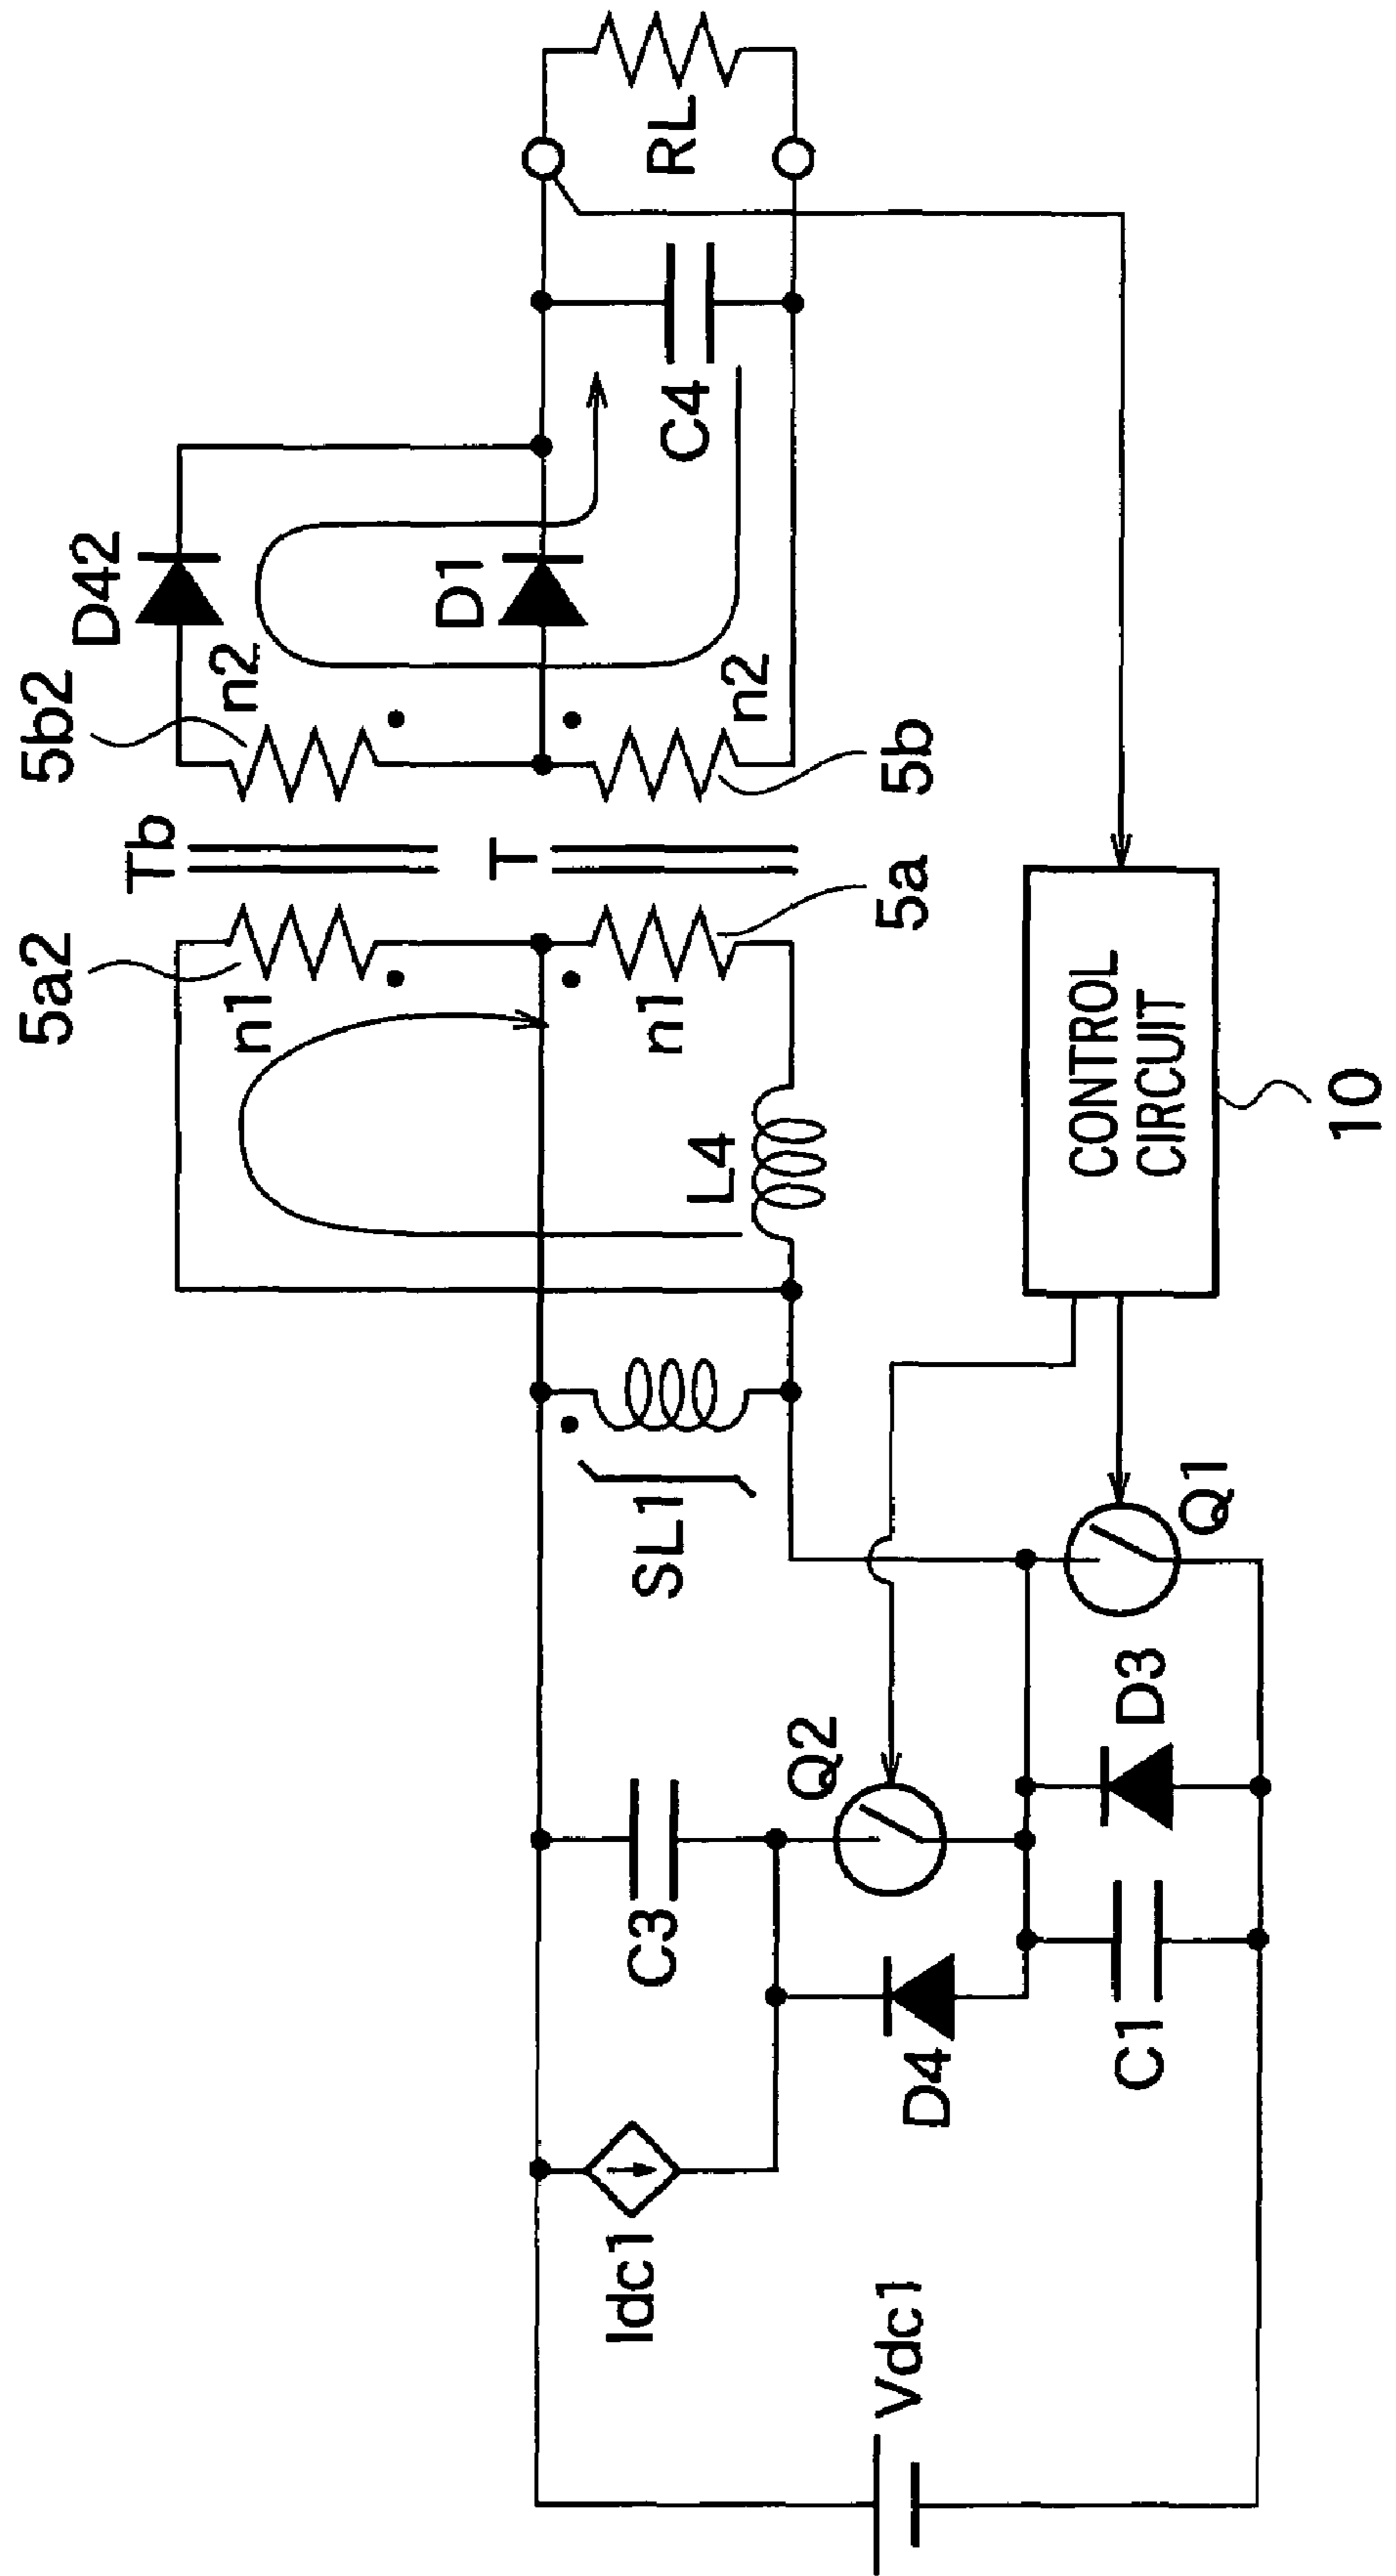 Vdc1
Idc1
C3
D4
Q2
C1
D3
Q1
SL1
L4
5a2
n1
n1
5a
Tb
T
5b2
n2
n2
5b
D42
D1
C4
RL
CONTROL
CIRCUIT
10